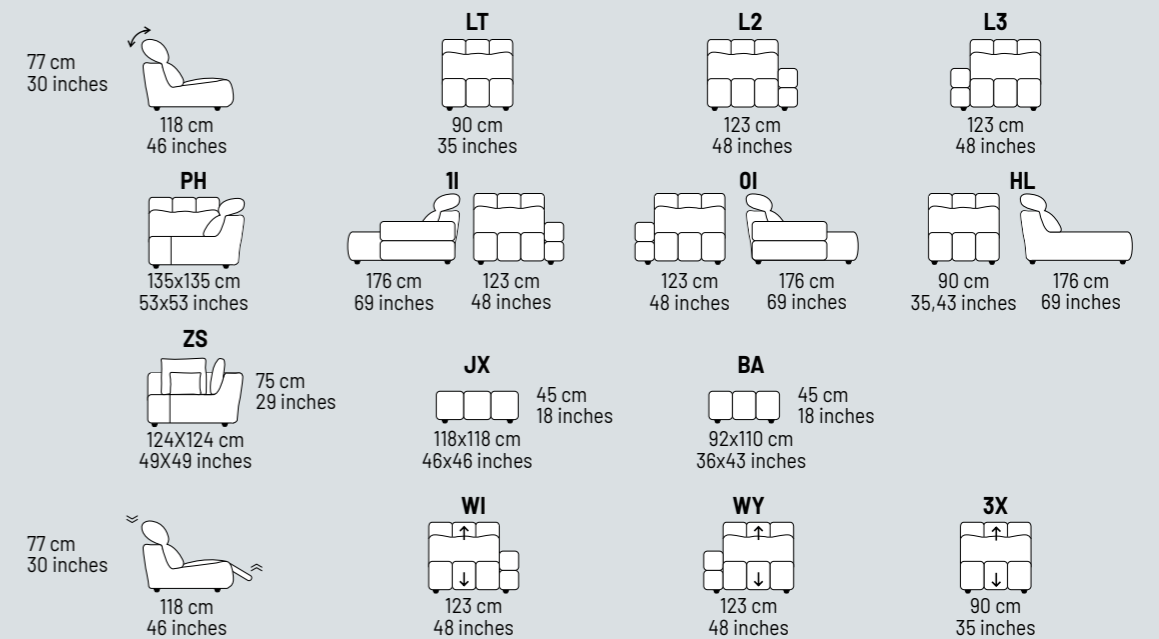 77 cm
30 inches
118 cm
46 inches
LT
90 cm
35 inches
L2
123 cm
48 inches
L3
123 cm
48 inches
PH
135x135 cm
53x53 inches
1I
176 cm
69 inches
123 cm
48 inches
0I
123 cm
48 inches
176 cm
69 inches
HL
90 cm
35,43 inches
176 cm
69 inches
ZS
75 cm
29 inches
124X124 cm
49X49 inches
JX
45 cm
18 inches
118x118 cm
46x46 inches
BA
45 cm
18 inches
92x110 cm
36x43 inches
77 cm
30 inches
118 cm
46 inches
WI
123 cm
48 inches
WY
123 cm
48 inches
3X
90 cm
35 inches